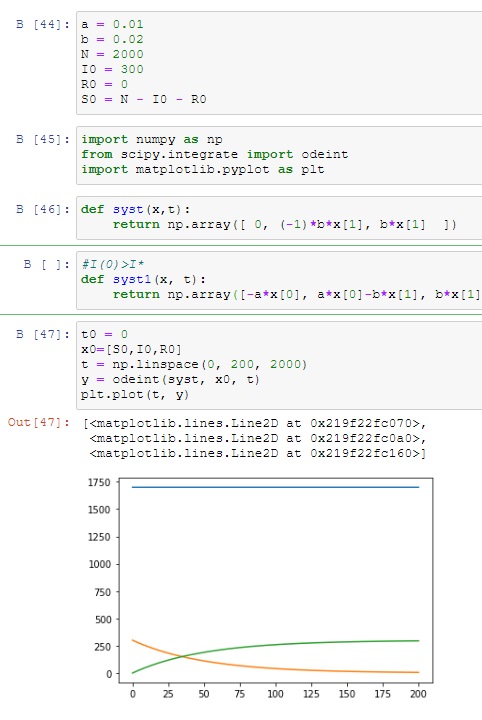 B [44]: a = 0.01
b = 0.02
N = 2000
I0 = 300
R0 = 0
S0 = N - I0 - R0
B [45]: import numpy as np
from scipy.integrate import odeint
import matplotlib.pyplot as plt
B [46]: def syst(x,t):
return np.array([ 0, (-1)*b*x[1], b*x[1]  ])
B [ ]: #I(0)>I*
def syst1(x, t):
return np.array([-a*x[0], a*x[0]-b*x[1], b*x[1]
B [47]: t0 = 0
x0=[S0,I0,R0]
t = np.linspace(0, 200, 2000)
y = odeint(syst, x0, t)
plt.plot(t, y)
Out[47]: [<matplotlib.lines.Line2D at 0x219f22fc070>,
<matplotlib.lines.Line2D at 0x219f22fc0a0>,
<matplotlib.lines.Line2D at 0x219f22fc160>]
1750
1500
1250
1000
750
500
250
0
0 25 50 75 100 125 150 175 200